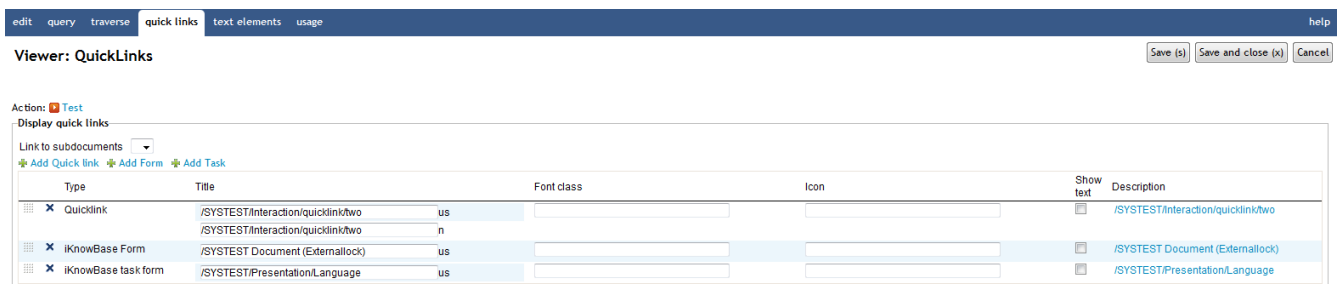 edit query traverse quick links text elements usage help
Viewer: QuickLinks Save (s) Save and close (x) Cancel
Action: Test
Display quick links
Link to subdocuments
Add Quick link Add Form Add Task
Type Title Font class Icon Show text Description
Quicklink /SYSTEST/Interaction/quicklink/two us /SYSTEST/Interaction/quicklink/two
/SYSTEST/Interaction/quicklink/two n
iKnowBase Form /SYSTEST Document (Externallock) us /SYSTEST Document (Externallock)
iKnowBase task form /SYSTEST/Presentation/Language us /SYSTEST/Presentation/Language